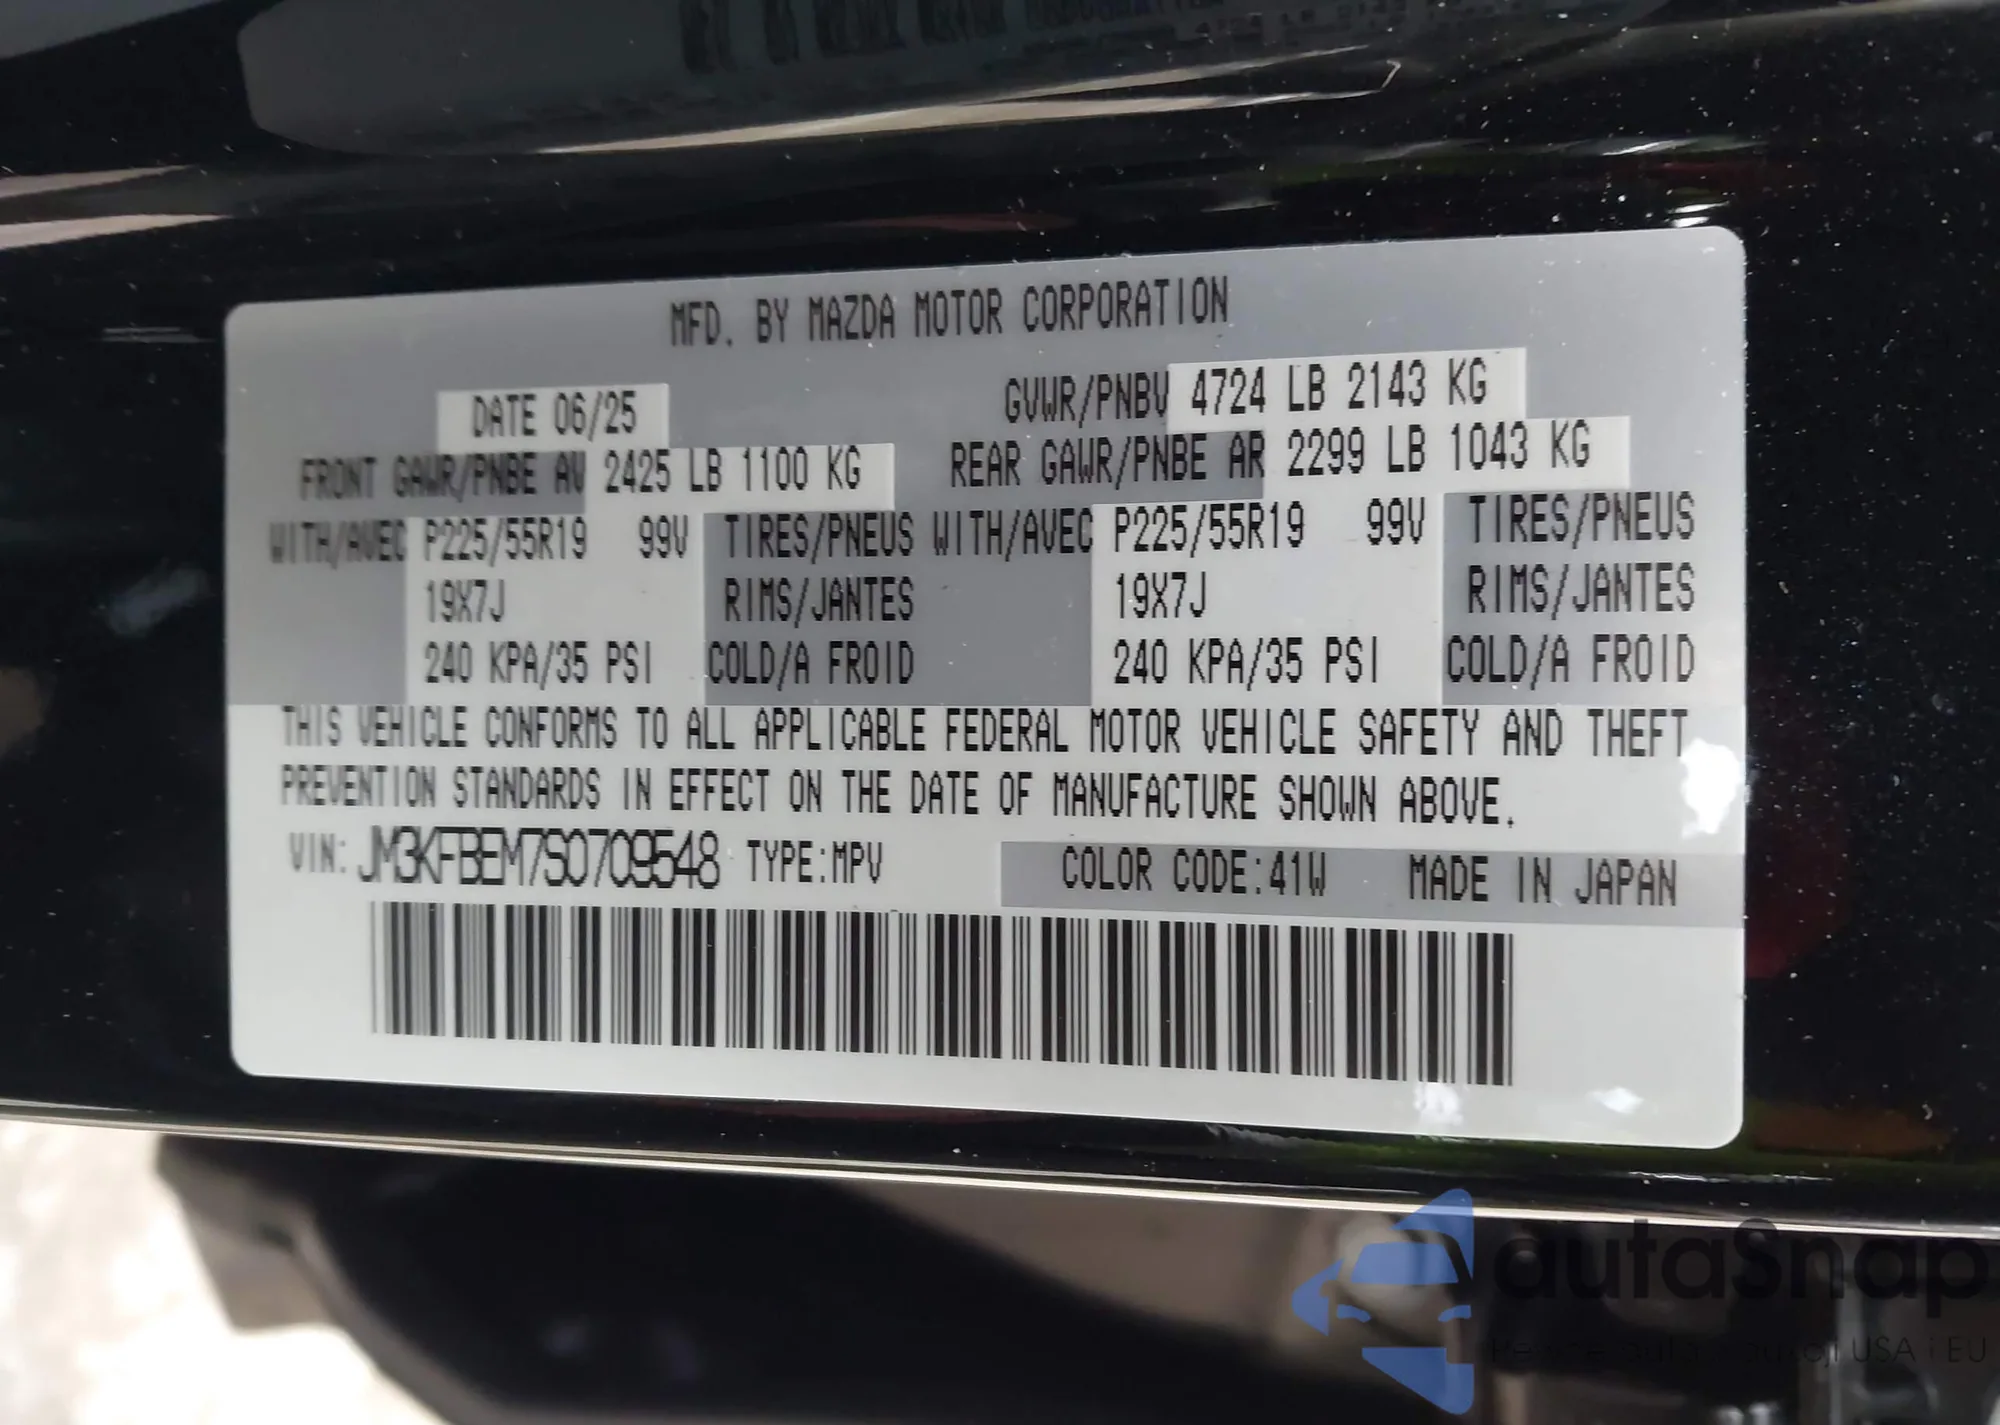 MFD. BY MAZDA MOTOR CORPORATION
DATE 06/25 GVWR/PNBV 4724 LB 2143 KG
FRONT GAWR/PNBE AV 2425 LB 1100 KG REAR GAWR/PNBE AR 2299 LB 1043 KG
WITH/AVEC P225/55R19 99V TIRES/PNEUS WITH/AVEC P225/55R19 99V TIRES/PNEUS
19X7J RIMS/JANTES 19X7J RIMS/JANTES
240 KPA/35 PSI COLD/A FROID 240 KPA/35 PSI COLD/A FROID
THIS VEHICLE CONFORMS TO ALL APPLICABLE FEDERAL MOTOR VEHICLE SAFETY AND THEFT
PREVENTION STANDARDS IN EFFECT ON THE DATE OF MANUFACTURE SHOWN ABOVE.
VIN: JM3KFBEM7S0709548 TYPE:MPV COLOR CODE:41W MADE IN JAPAN
autaSnap
USA i EU